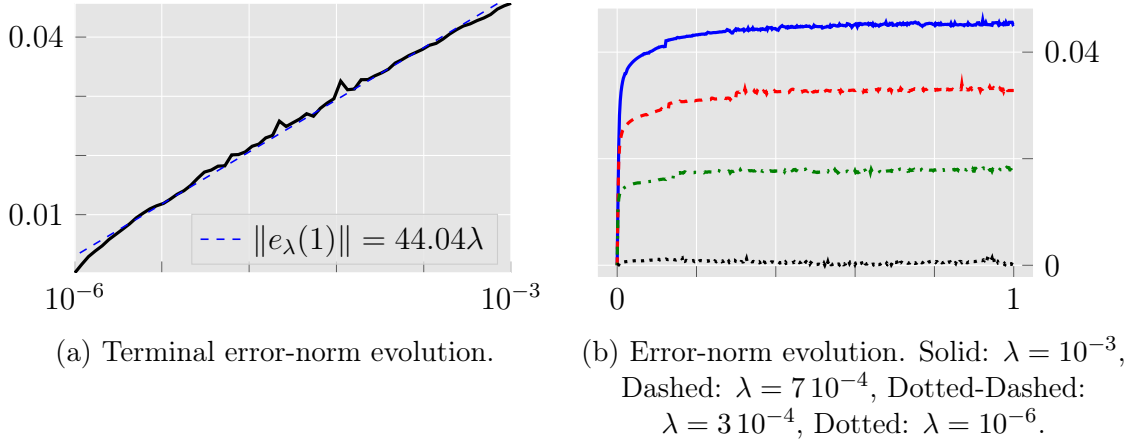 0.04
0.01
‖e_λ(1)‖ = 44.04λ
10^{-6}
10^{-3}
(a) Terminal error-norm evolution.
0.04
0
0
1
(b) Error-norm evolution. Solid: λ = 10^{-3},
Dashed: λ = 7 10^{-4}, Dotted-Dashed:
λ = 3 10^{-4}, Dotted: λ = 10^{-6}.